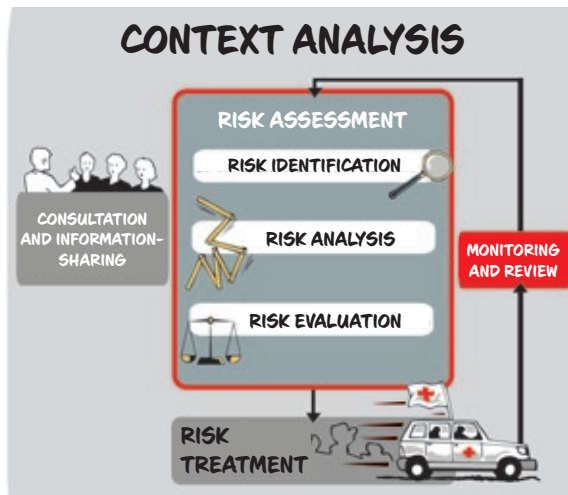 CONTEXT ANALYSIS
RISK ASSESSMENT
RISK IDENTIFICATION
CONSULTATION
AND INFORMATION-
SHARING
RISK ANALYSIS
MONITORING
AND REVIEW
RISK EVALUATION
RISK
TREATMENT